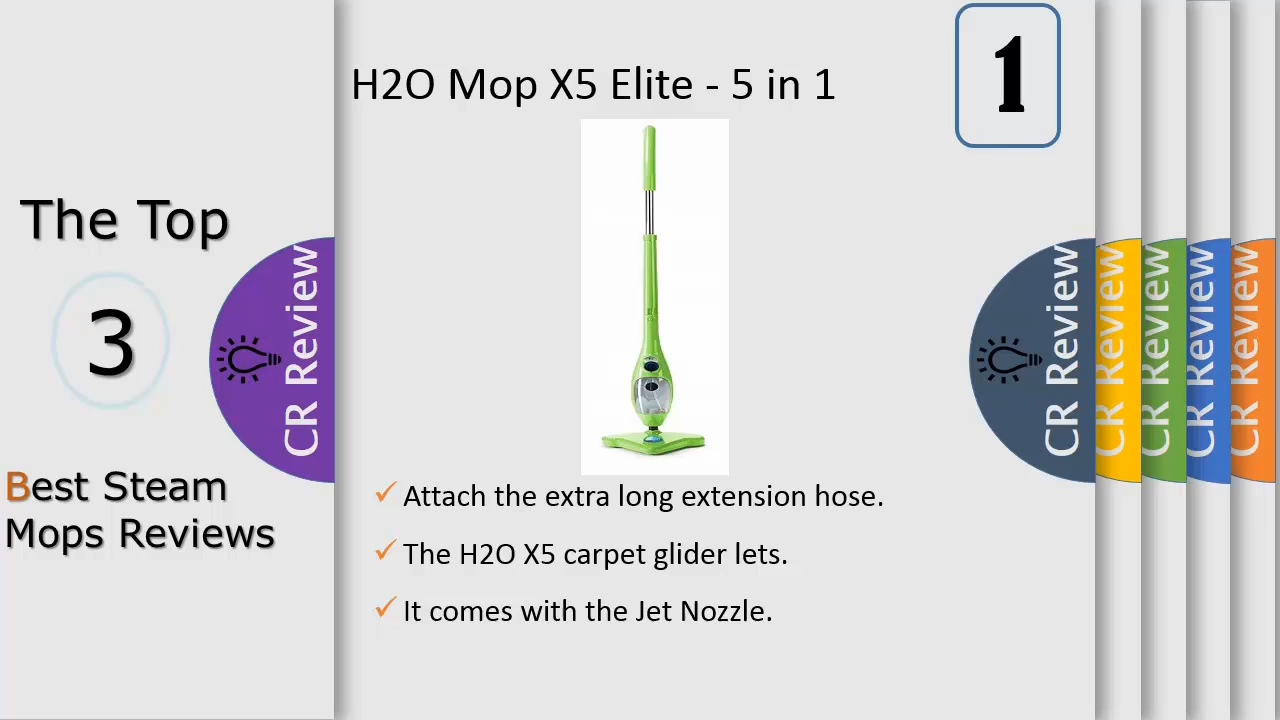 H2O Mop X5 Elite - 5 in 1
1
The Top
3
Best Steam
Mops Reviews
CR Review
Attach the extra long extension hose.
The H2O X5 carpet glider lets.
It comes with the Jet Nozzle.
CR Review
CR Review
CR Review
CR Review
CR Review